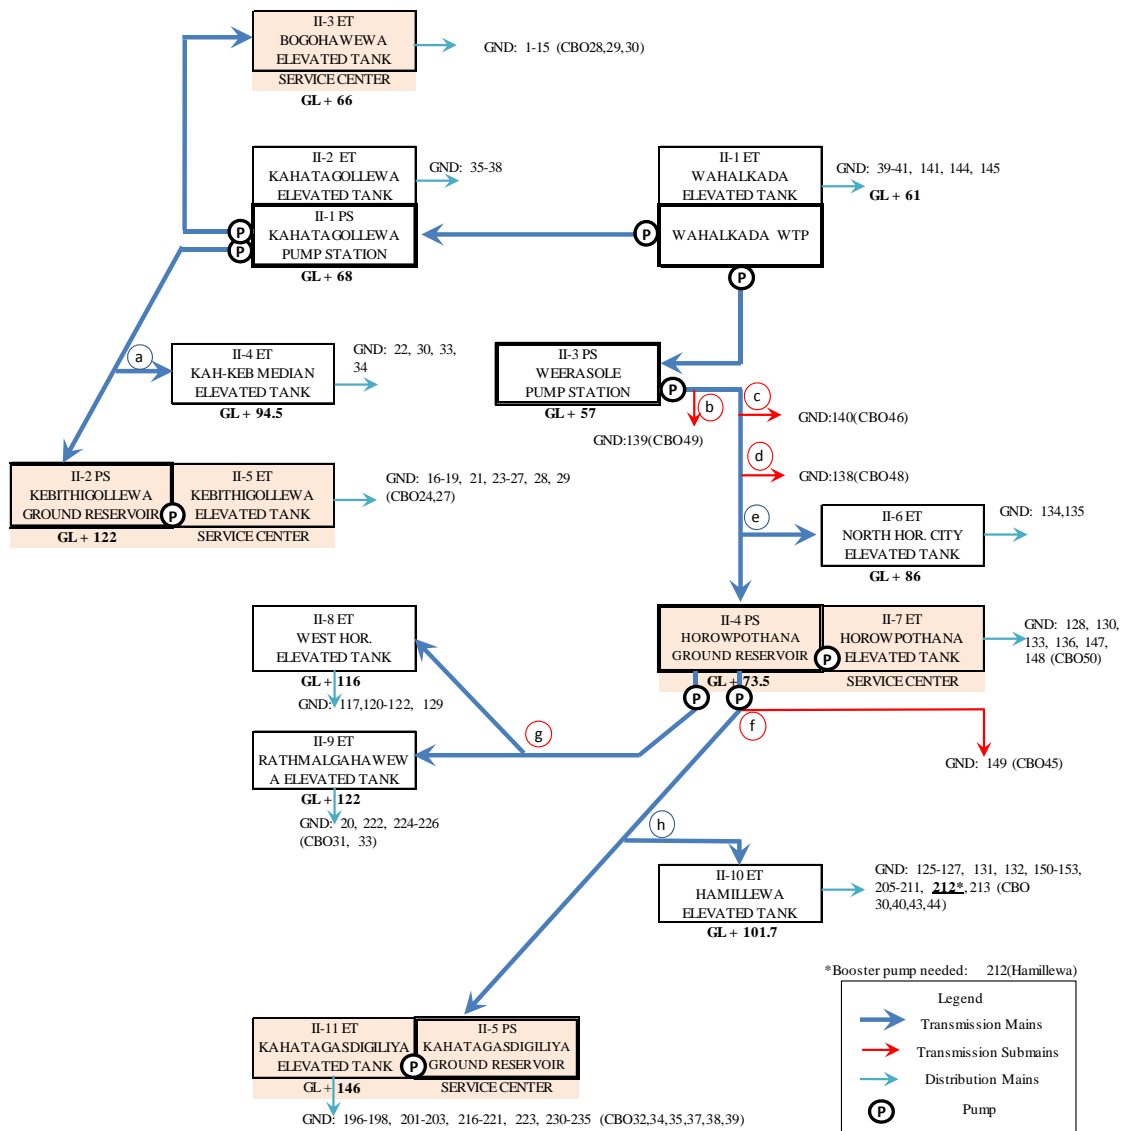 II-3 ET
BOGOHAWEWA
ELEVATED TANK
SERVICE CENTER
GL + 66
GND: 1-15 (CBO28,29,30)
II-2 ET
KAHATAGOLLEWA
ELEVATED TANK
GND: 35-38
II-1 PS
KAHATAGOLLEWA
PUMP STATION
GL + 68
P
P
II-1 ET
WAHALKADA
ELEVATED TANK
GND: 39-41, 141, 144, 145
GL + 61
WAHALKADA WTP
P
P
a
II-4 ET
KAH-KEB MEDIAN
ELEVATED TANK
GL + 94.5
GND: 22, 30, 33,
34
II-3 PS
WEERASOLE
PUMP STATION
GL + 57
P
b
GND:139(CBO49)
c
GND:140(CBO46)
d
GND:138(CBO48)
II-2 PS
KEBITHIGOLLEWA
GROUND RESERVOIR
GL + 122
P
II-5 ET
KEBITHIGOLLEWA
ELEVATED TANK
SERVICE CENTER
GND: 16-19, 21, 23-27, 28, 29
(CBO24,27)
e
II-6 ET
NORTH HOR. CITY
ELEVATED TANK
GL + 86
GND: 134,135
II-8 ET
WEST HOR.
ELEVATED TANK
GL + 116
GND: 117,120-122, 129
II-4 PS
HOROWPOTHANA
GROUND RESERVOIR
GL + 73.5
P
II-7 ET
HOROWPOTHANA
ELEVATED TANK
SERVICE CENTER
GND: 128, 130,
133, 136, 147,
148 (CBO50)
P
P
f
g
GND: 149 (CBO45)
II-9 ET
RATHMALGAHAWEW
A ELEVATED TANK
GL + 122
GND: 20, 222, 224-226
(CBO31, 33)
h
II-10 ET
HAMILLEWA
ELEVATED TANK
GL + 101.7
GND: 125-127, 131, 132, 150-153,
205-211, 212*, 213 (CBO
30,40,43,44)
*Booster pump needed: 212(Hamillewa)
II-11 ET
KAHATAGASDIGILIYA
ELEVATED TANK
GL + 146
P
II-5 PS
KAHATAGASDIGILIYA
GROUND RESERVOIR
SERVICE CENTER
GND: 196-198, 201-203, 216-221, 223, 230-235 (CBO32,34,35,37,38,39)
Legend
Transmission Mains
Transmission Submains
Distribution Mains
P
Pump